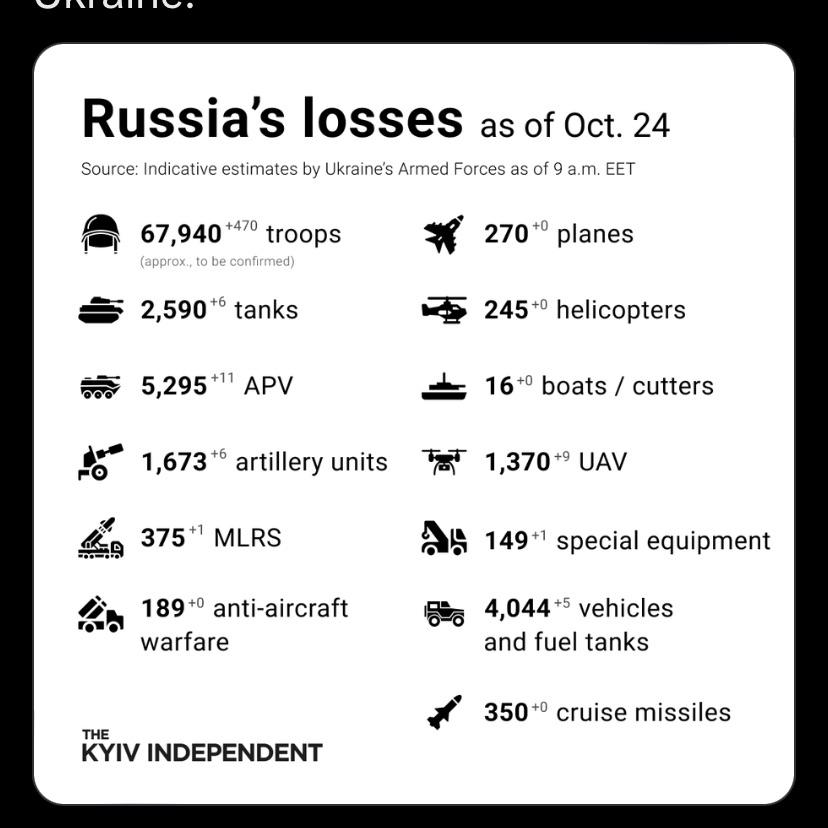 Ukraine.
Russia's losses as of Oct. 24
Source: Indicative estimates by Ukraine's Armed Forces as of 9 a.m. EET
67,940 +470 troops
(approx., to be confirmed)
2,590 +6 tanks
5,295 +11 APV
1,673 +6 artillery units
375 +1 MLRS
189 +0 anti-aircraft
warfare
270 +0 planes
245 +0 helicopters
16 +0 boats / cutters
1,370 +9 UAV
149 +1 special equipment
4,044 +5 vehicles
and fuel tanks
350 +0 cruise missiles
THE
KYIV INDEPENDENT